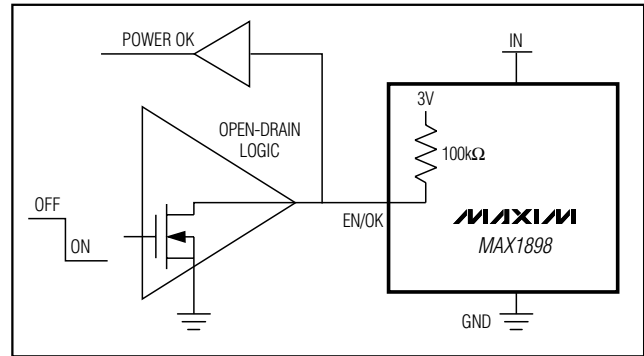 POWER OK
IN
3V
100kΩ
OPEN-DRAIN
LOGIC
OFF
ON
EN/OK
MAXIM
MAX1898
GND